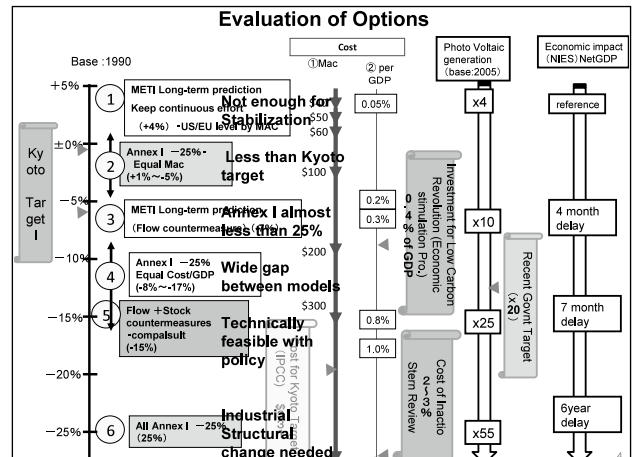 Evaluation of Options
Base :1990
Cost
①Mac
② per
GDP
Photo Voltaic
generation
(base:2005)
Economic impact
(NIES) NetGDP
+5%
±0%
−5%
−10%
−15%
−20%
−25%
Kyoto
Target
I
1
METI Long-term prediction
Keep continuous effort
(+4%) -US/EU level by MAC
Not enough for
Stabilization
2
Annex I −25%-
Equal Mac
(+1%~-5%)
Less than Kyoto
target
3
METI Long-term prediction
(Flow countermeasure)
Annex I almost
less than 25%
4
Annex I −25%
Equal Cost/GDP
(-8%~-17%)
Wide gap
between models
5
Flow +Stock
countermeasures
-compalsult
(-15%)
Technically
feasible with
policy
6
All Annex I −25%
(25%)
Industrial
Structural
change needed
$50
$60
$100
$200
$300
Cost for Kyoto Target
(IPCC)
0.05%
0.2%
0.3%
0.8%
1.0%
Investment for Low Carbon
Revolution (Economic
stimulation Pro.)
0.4% of GDP
Cost of Inactio
2~3%
Stern Review
x4
x10
x25
x55
Recent Govnt Target
(x20)
reference
4 month
delay
7 month
delay
6year
delay
4